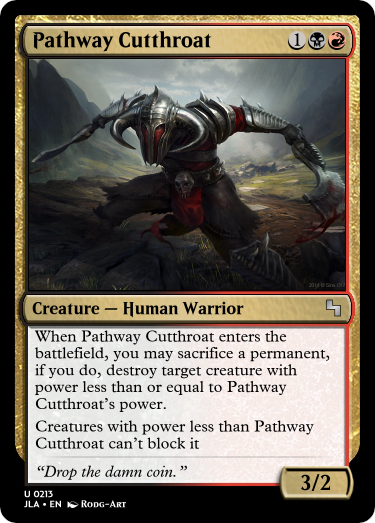 Pathway Cutthroat 1
Creature — Human Warrior
When Pathway Cutthroat enters the
battlefield, you may sacrifice a permanent,
if you do, destroy target creature with
power less than or equal to Pathway
Cutthroat's power.
Creatures with power less than Pathway
Cutthroat can't block it
“Drop the damn coin.”
3/2
U 0213
JLA • EN Rodg-Art